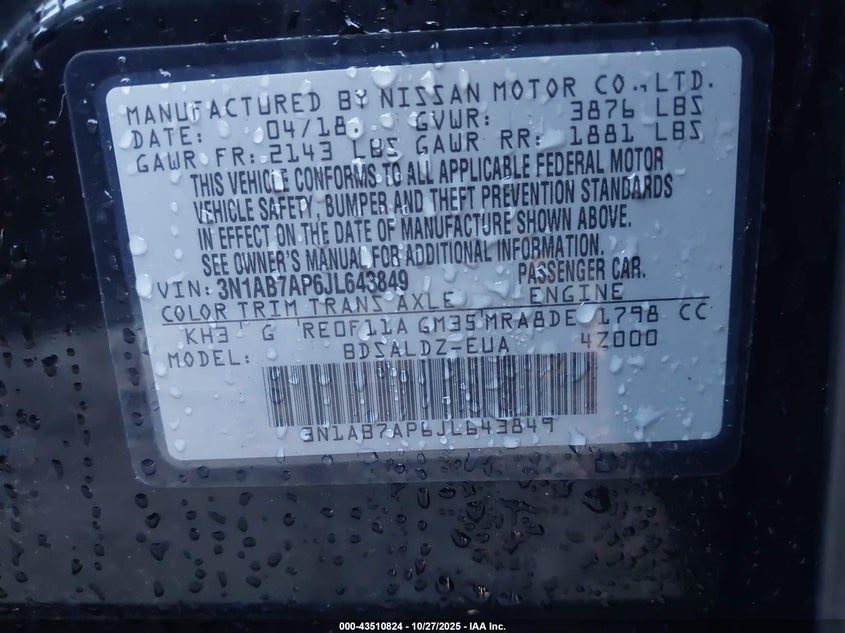 MANUFACTURED BY NISSAN MOTOR CO., LTD.
DATE: 04/18 GVWR: 3876 LBS
GAWR FR: 2143 LBS GAWR RR: 1881 LBS
THIS VEHICLE CONFORMS TO ALL APPLICABLE FEDERAL MOTOR
VEHICLE SAFETY, BUMPER AND THEFT PREVENTION STANDARDS
IN EFFECT ON THE DATE OF MANUFACTURE SHOWN ABOVE.
SEE OWNER'S MANUAL FOR ADDITIONAL INFORMATION.
VIN: 3N1AB7AP6JL643849 PASSENGER CAR.
COLOR TRIM TRANS AXLE ENGINE
KH3 G RE0F11A GM35 MRA8DE 1798 CC
MODEL: BDSALDZ-EUA 4Z000
3N1AB7AP6JL643849
000-43510824 | 10/27/2025 - IAA Inc.